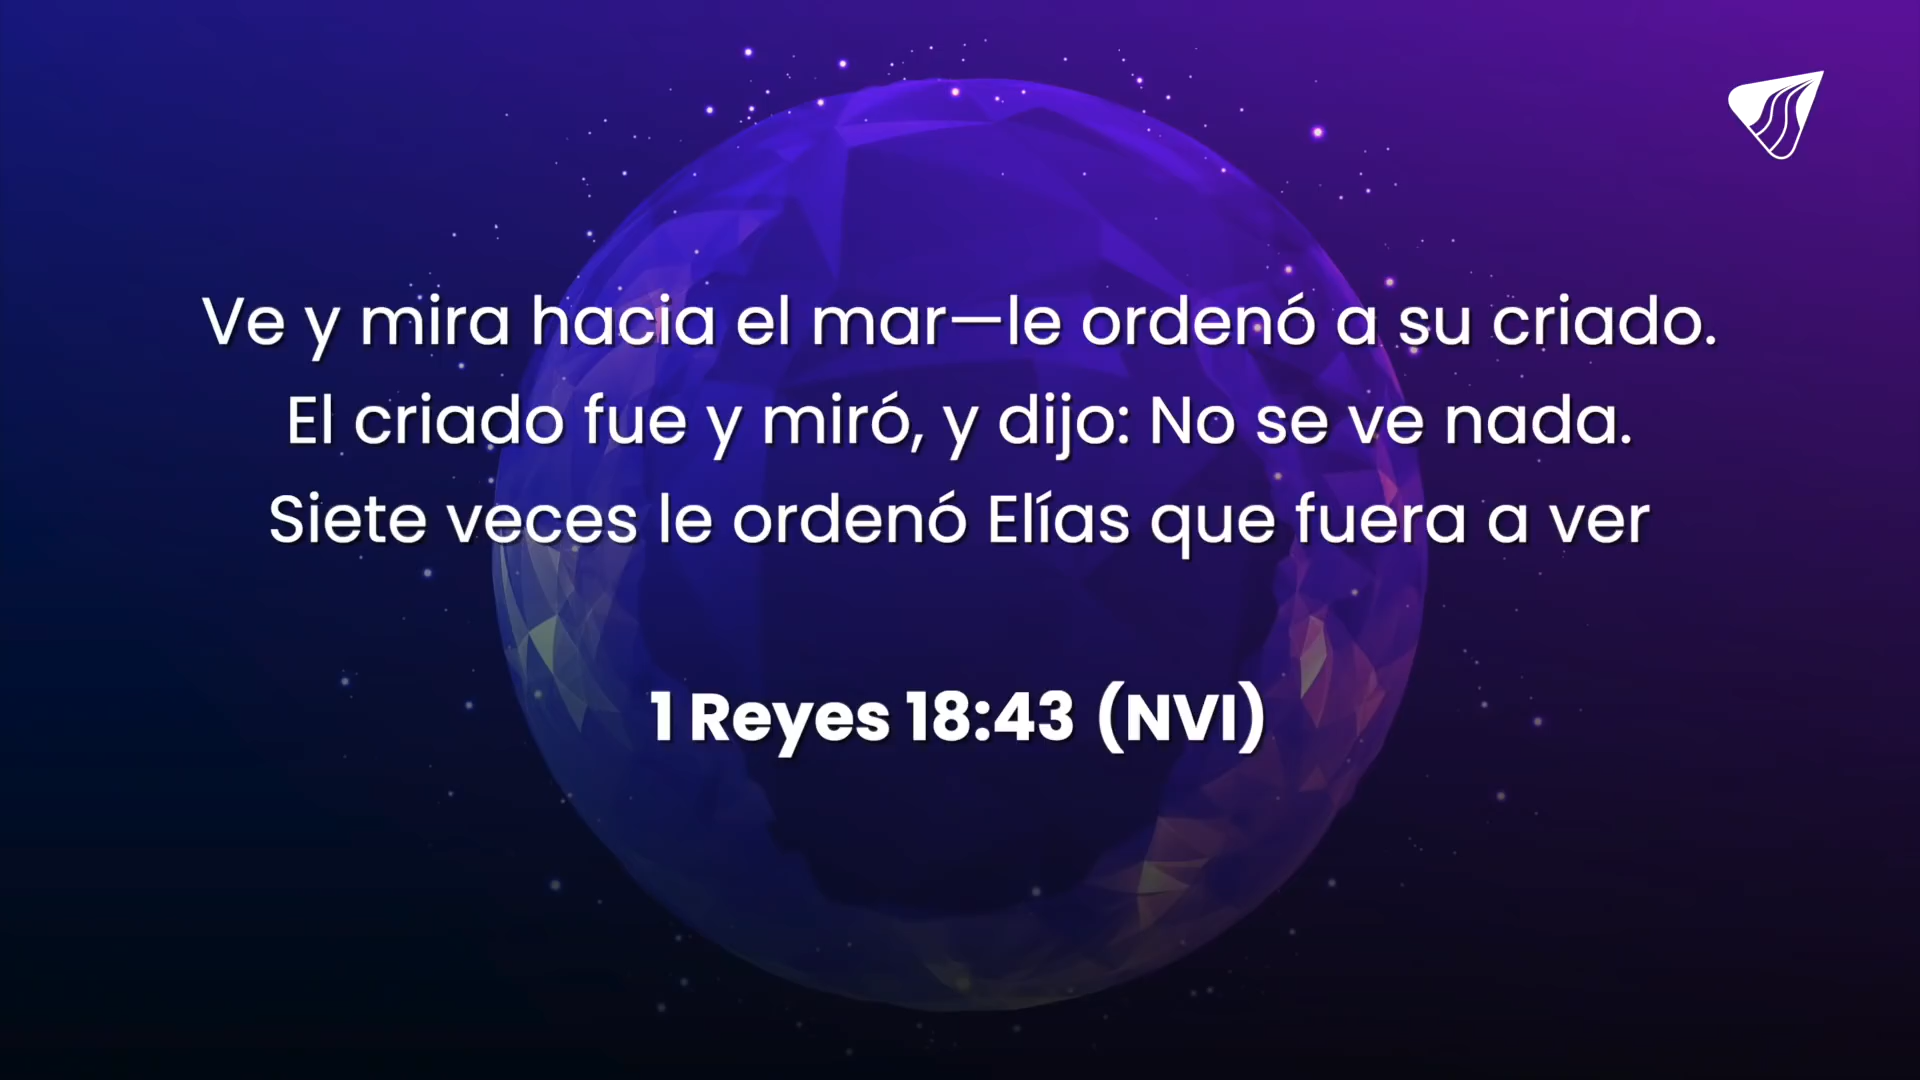 Ve y mira hacia el mar—le ordenó a su criado.
El criado fue y miró, y dijo: No se ve nada.
Siete veces le ordenó Elías que fuera a ver
1 Reyes 18:43 (NVI)